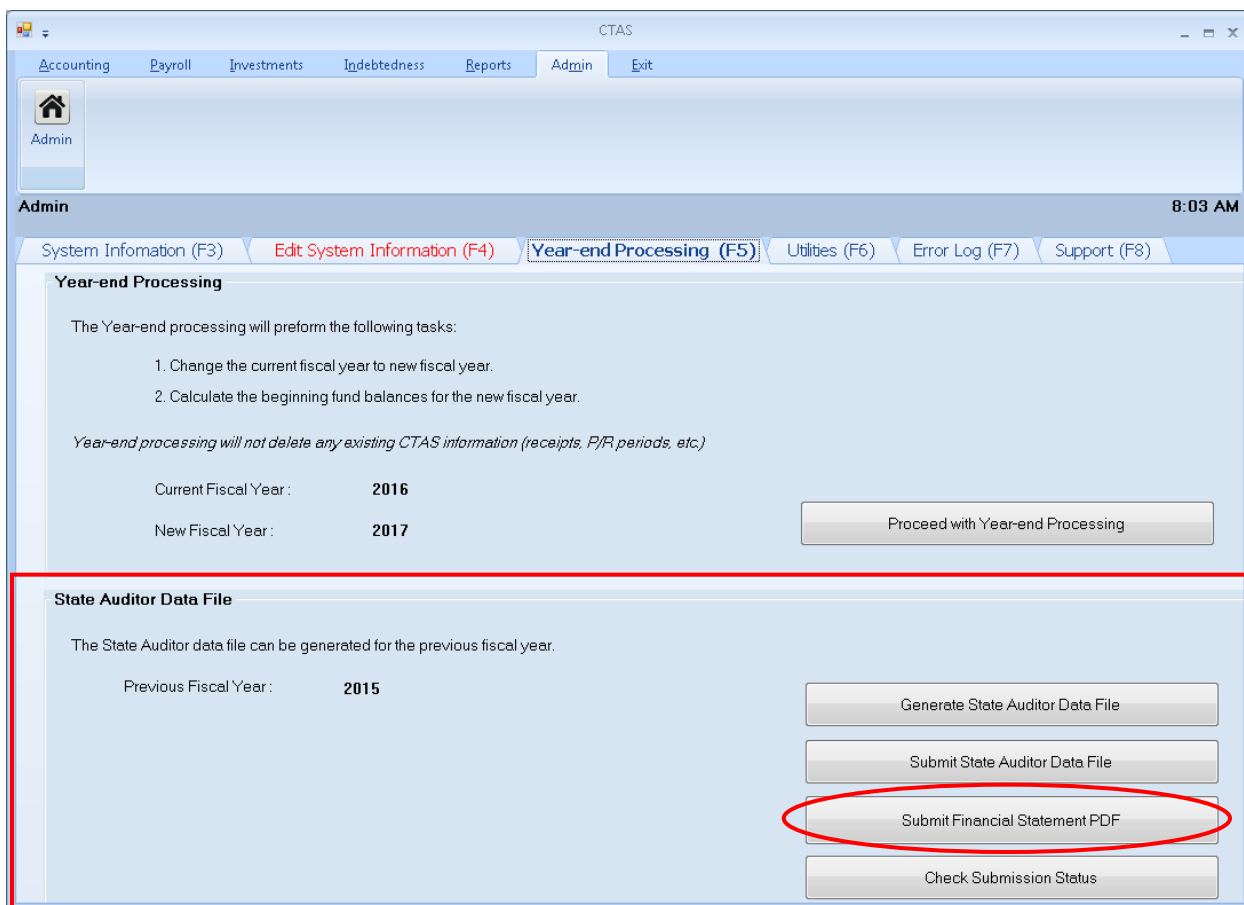 CTAS
Accounting Payroll Investments Indebtedness Reports Admin Exit
Admin
Admin 8:03 AM
System Infomation (F3) Edit System Information (F4) Year-end Processing (F5) Utilities (F6) Error Log (F7) Support (F8)
Year-end Processing
The Year-end processing will preform the following tasks:
1. Change the current fiscal year to new fiscal year.
2. Calculate the beginning fund balances for the new fiscal year.
Year-end processing will not delete any existing CTAS information (receipts, P/R periods, etc.)
Current Fiscal Year : 2016
New Fiscal Year : 2017
Proceed with Year-end Processing
State Auditor Data File
The State Auditor data file can be generated for the previous fiscal year.
Previous Fiscal Year : 2015
Generate State Auditor Data File
Submit State Auditor Data File
Submit Financial Statement PDF
Check Submission Status